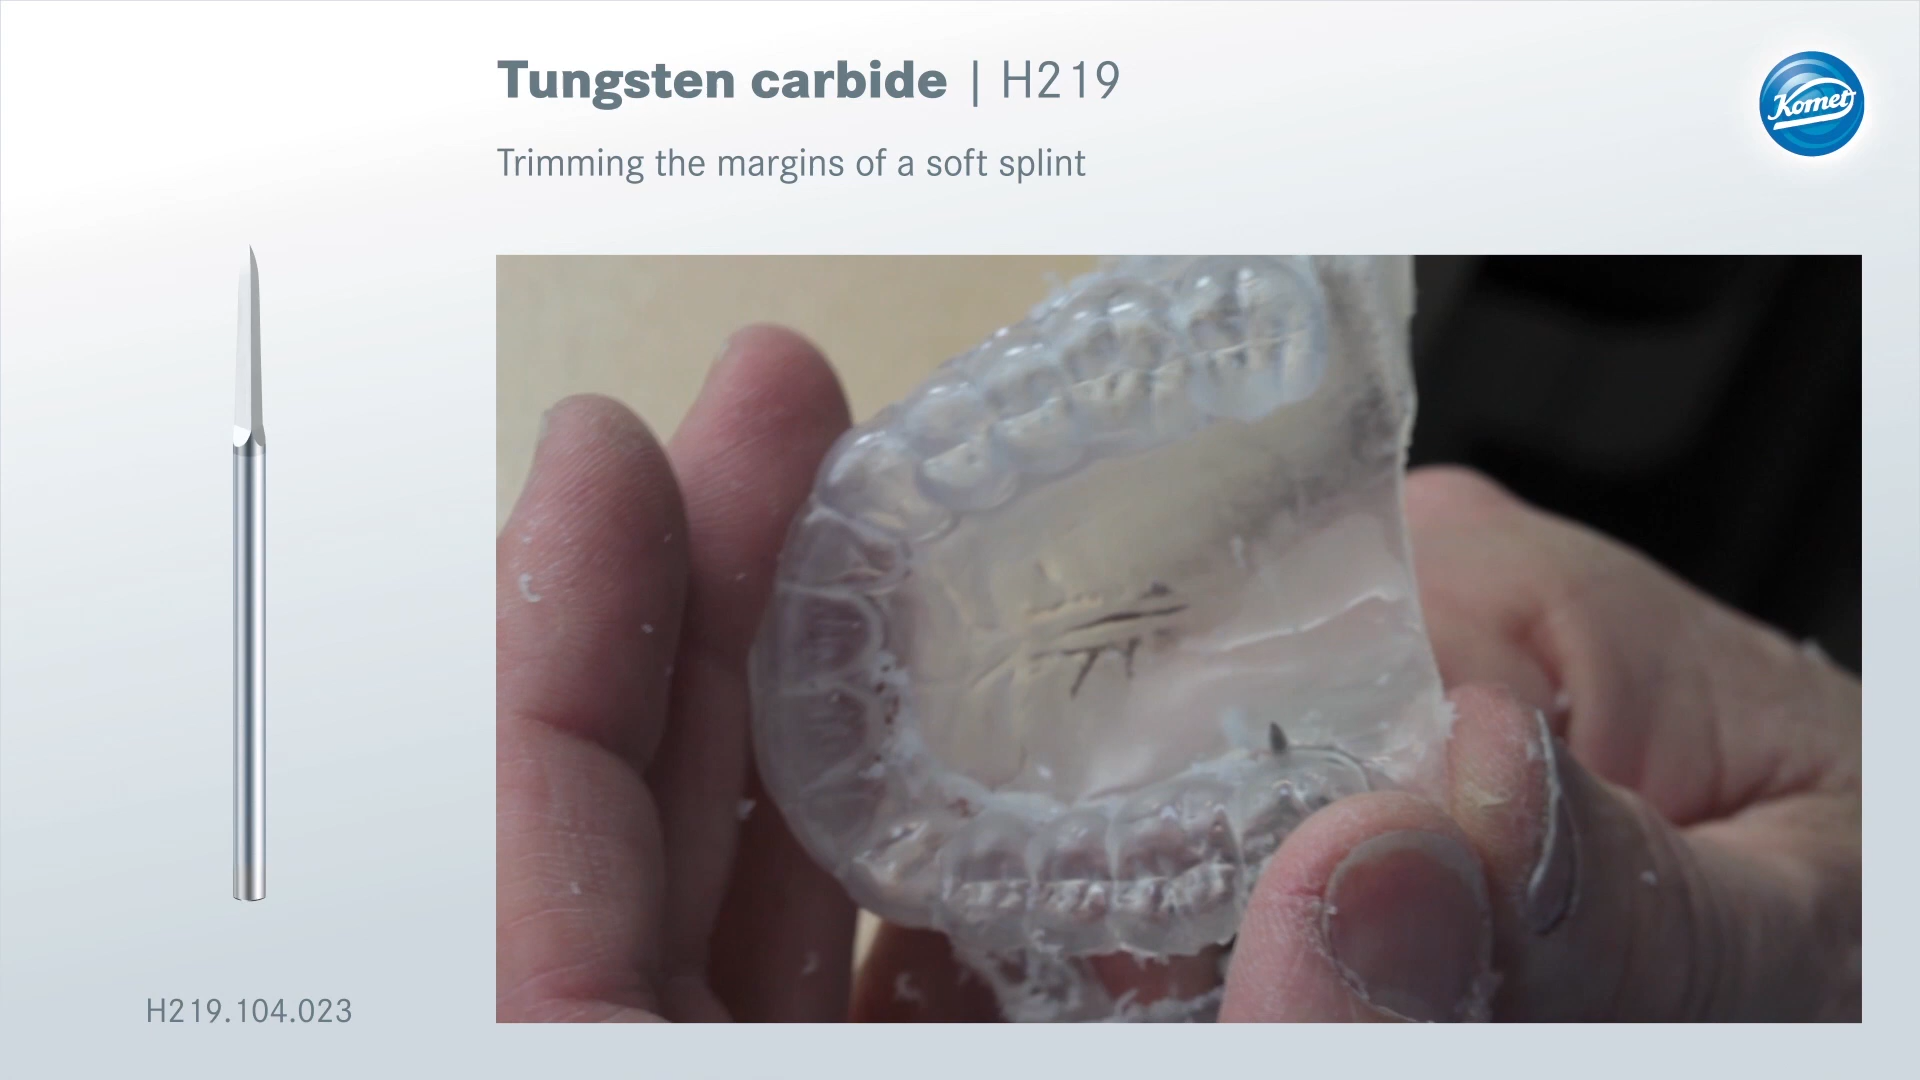 Tungsten carbide | H219
Komet
Trimming the margins of a soft splint
H219.104.023